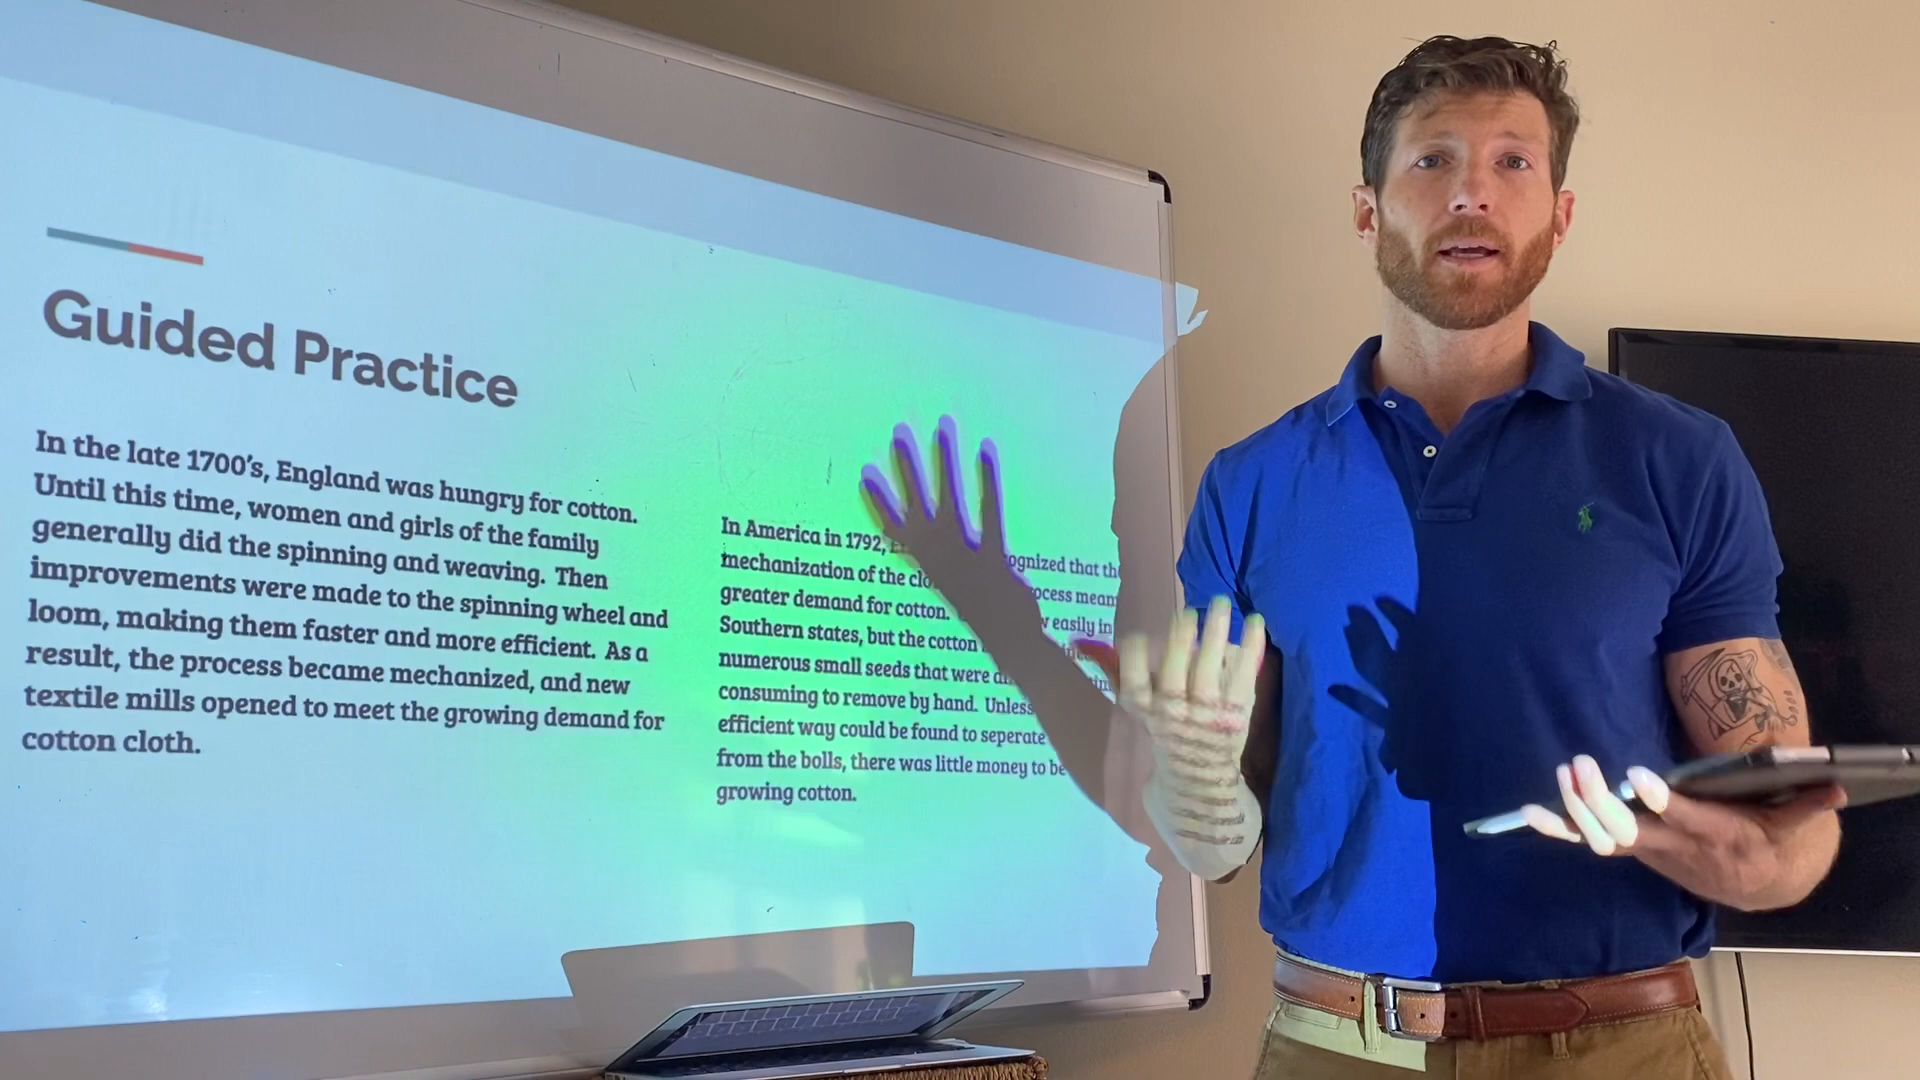 Guided Practice
In the late 1700's, England was hungry for cotton.
Until this time, women and girls of the family
generally did the spinning and weaving. Then
improvements were made to the spinning wheel and
loom, making them faster and more efficient. As a
result, the process became mechanized, and new
textile mills opened to meet the growing demand for
cotton cloth.
In America in 1792, ognized that
mechanization of the ocess
greater demand for cotton. easily in
Southern states, but the cotton
numerous small seeds that were
consuming to remove by hand. Unless
efficient way could be found to seperate
from the bolls, there was little money to be
growing cotton.